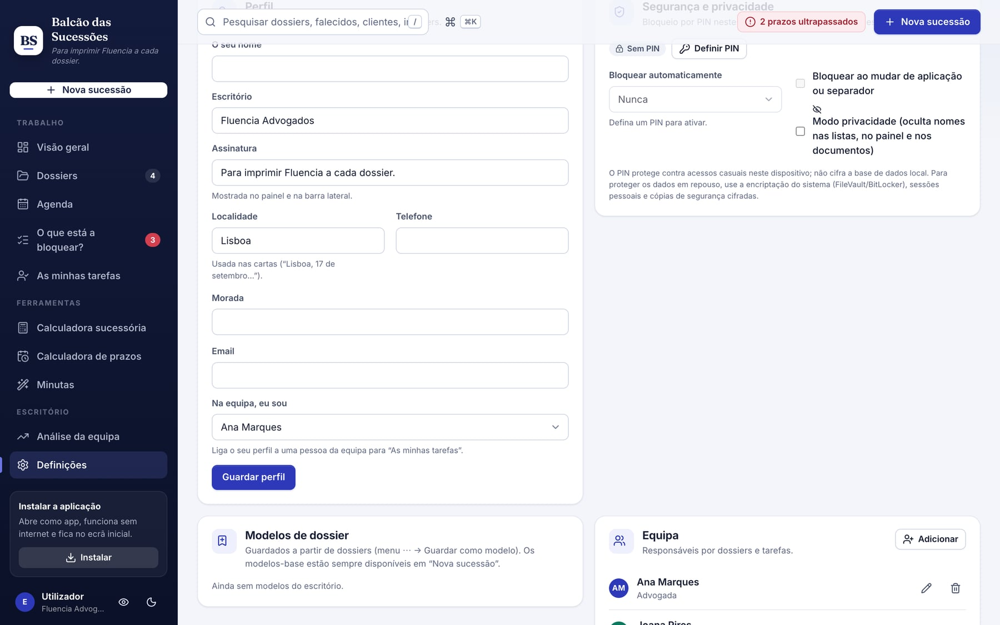 BS
Balcão das
Sucessões
Para imprimir Fluencia a cada
dossier.
Nova sucessão
TRABALHO
Visão geral
Dossiers
4
Agenda
O que está a
bloquear?
3
As minhas tarefas
FERRAMENTAS
Calculadora sucessória
Calculadora de prazos
Minutas
ESCRITÓRIO
Análise da equipa
Definições
Instalar a aplicação
Abre como app, funciona sem
internet e fica no ecrã inicial.
Instalar
E
Utilizador
Fluencia Advog...
Perfil
Pesquisar dossiers, falecidos, clientes, i
/
⌘
⌘K
2 prazos ultrapassados
Nova sucessão
O seu nome
Escritório
Fluencia Advogados
Assinatura
Para imprimir Fluencia a cada dossier.
Mostrada no painel e na barra lateral.
Localidade
Telefone
Lisboa
Usada nas cartas (“Lisboa, 17 de
setembro...”).
Morada
Email
Na equipa, eu sou
Ana Marques
Liga o seu perfil a uma pessoa da equipa para “As minhas tarefas”.
Guardar perfil
Segurança e privacidade
Bloqueio por PIN neste
Sem PIN
Definir PIN
Bloquear automaticamente
Nunca
Defina um PIN para ativar.
Bloquear ao mudar de aplicação
ou separador
Modo privacidade (oculta nomes
nas listas, no painel e nos
documentos)
O PIN protege contra acessos casuais neste dispositivo; não cifra a base de dados local. Para
proteger os dados em repouso, use a encriptação do sistema (FileVault/BitLocker), sessões
pessoais e cópias de segurança cifradas.
Modelos de dossier
Guardados a partir de dossiers (menu ··· → Guardar como modelo). Os
modelos-base estão sempre disponíveis em “Nova sucessão”.
Ainda sem modelos do escritório.
Equipa
Responsáveis por dossiers e tarefas.
Adicionar
AM
Ana Marques
Advogada
Joana Pires